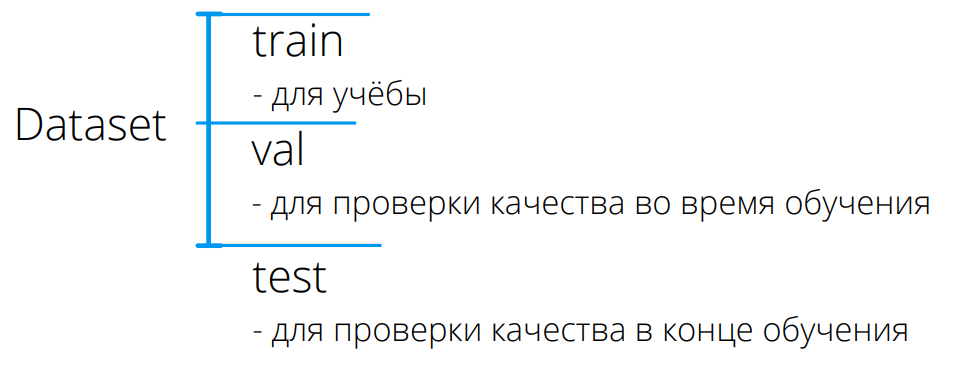 train
- для учёбы
Dataset
val
- для проверки качества во время обучения
test
- для проверки качества в конце обучения